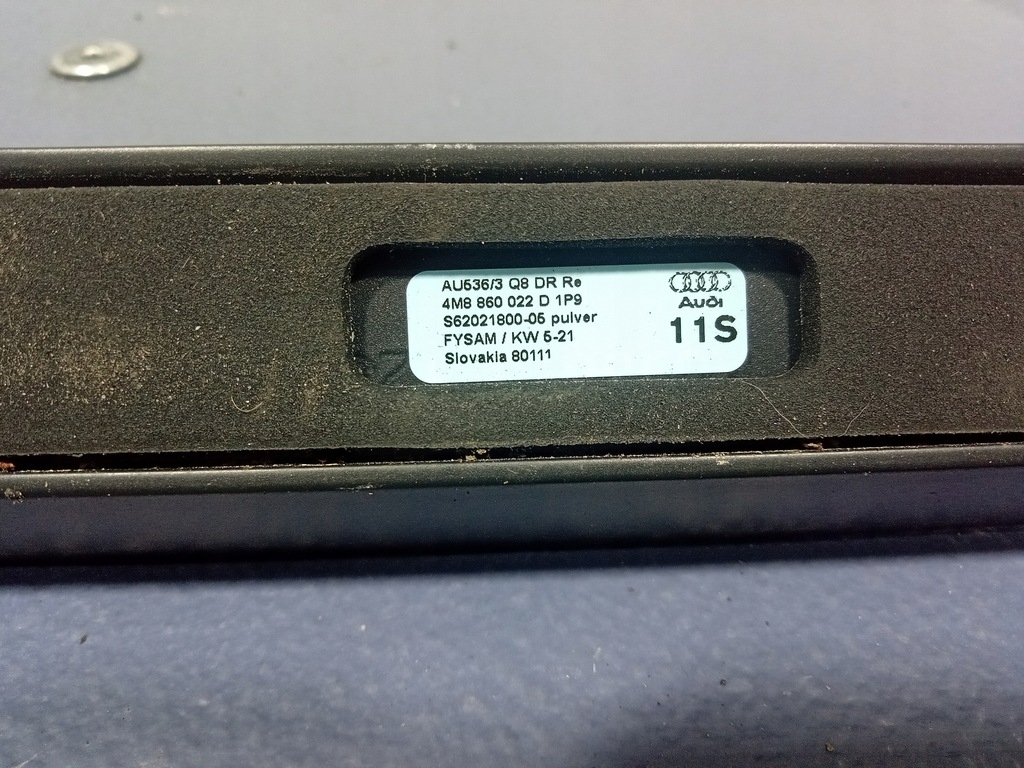 AU536/3 Q8 DR Re
4M8 860 022 D 1P9
S62021800-05 pulver
FYSAM / KW 5-21
Slovakia 80111
Audi
11S